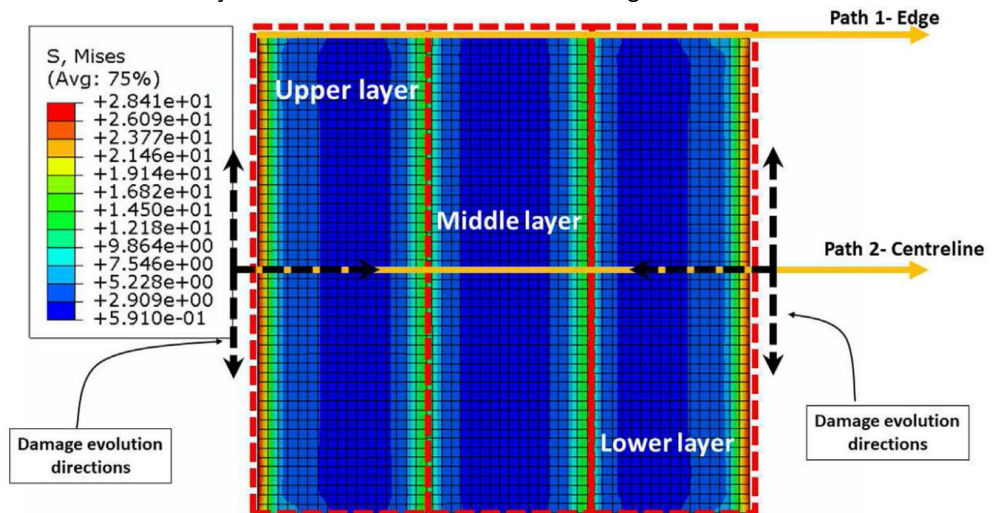 Path 1- Edge
S, Mises
(Avg: 75%)
+2.841e+01
+2.609e+01
+2.377e+01
+2.146e+01
+1.914e+01
+1.682e+01
+1.450e+01
+1.218e+01
+9.864e+00
+7.546e+00
+5.228e+00
+2.909e+00
+5.910e-01
Upper layer
Middle layer
Path 2- Centreline
Lower layer
Damage evolution
directions
Damage evolution
directions